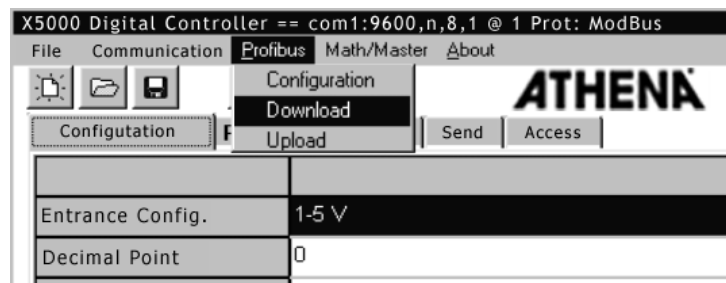 X5000 Digital Controller == com1:9600,n,8,1 @ 1 Prot: ModBus
File Communication Profibus Math/Master About
Configuration
ATHENA
Download
Configutation Send Access
Upload
Entrance Config. 1-5 V
Decimal Point 0